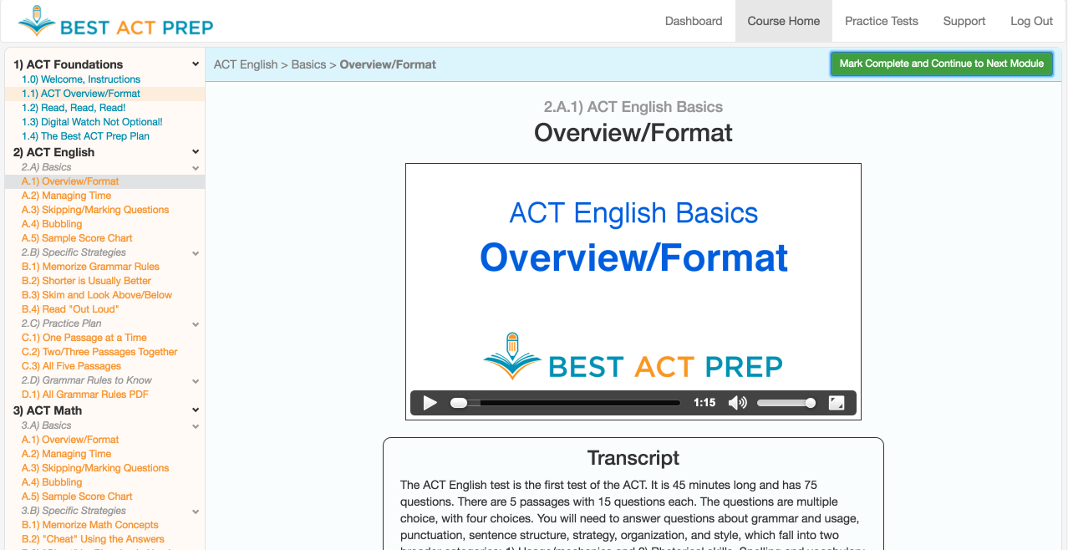 BEST ACT PREP
Dashboard
Course Home
Practice Tests
Support
Log Out
1) ACT Foundations
1.0) Welcome, Instructions
1.1) ACT Overview/Format
1.2) Read, Read, Read!
1.3) Digital Watch Not Optional!
1.4) The Best ACT Prep Plan
2) ACT English
2.A) Basics
A.1) Overview/Format
A.2) Managing Time
A.3) Skipping/Marking Questions
A.4) Bubbling
A.5) Sample Score Chart
2.B) Specific Strategies
B.1) Memorize Grammar Rules
B.2) Shorter is Usually Better
B.3) Skim and Look Above/Below
B.4) Read "Out Loud"
2.C) Practice Plan
C.1) One Passage at a Time
C.2) Two/Three Passages Together
C.3) All Five Passages
2.D) Grammar Rules to Know
D.1) All Grammar Rules PDF
3) ACT Math
3.A) Basics
A.1) Overview/Format
A.2) Managing Time
A.3) Skipping/Marking Questions
A.4) Bubbling
A.5) Sample Score Chart
3.B) Specific Strategies
B.1) Memorize Math Concepts
B.2) "Cheat" Using the Answers
ACT English > Basics > Overview/Format
Mark Complete and Continue to Next Module
2.A.1) ACT English Basics
Overview/Format
ACT English Basics
Overview/Format
BEST ACT PREP
1:15
Transcript
The ACT English test is the first test of the ACT. It is 45 minutes long and has 75
questions. There are 5 passages with 15 questions each. The questions are multiple
choice, with four choices. You will need to answer questions about grammar and usage,
punctuation, sentence structure, strategy, organization, and style, which fall into two